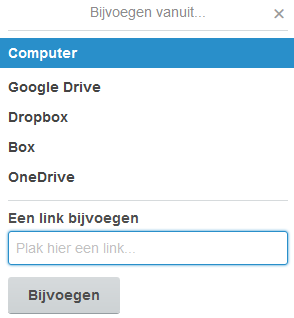 Bijvoegen vanuit... ×
Computer
Google Drive
Dropbox
Box
OneDrive
Een link bijvoegen
Plak hier een link...
Bijvoegen